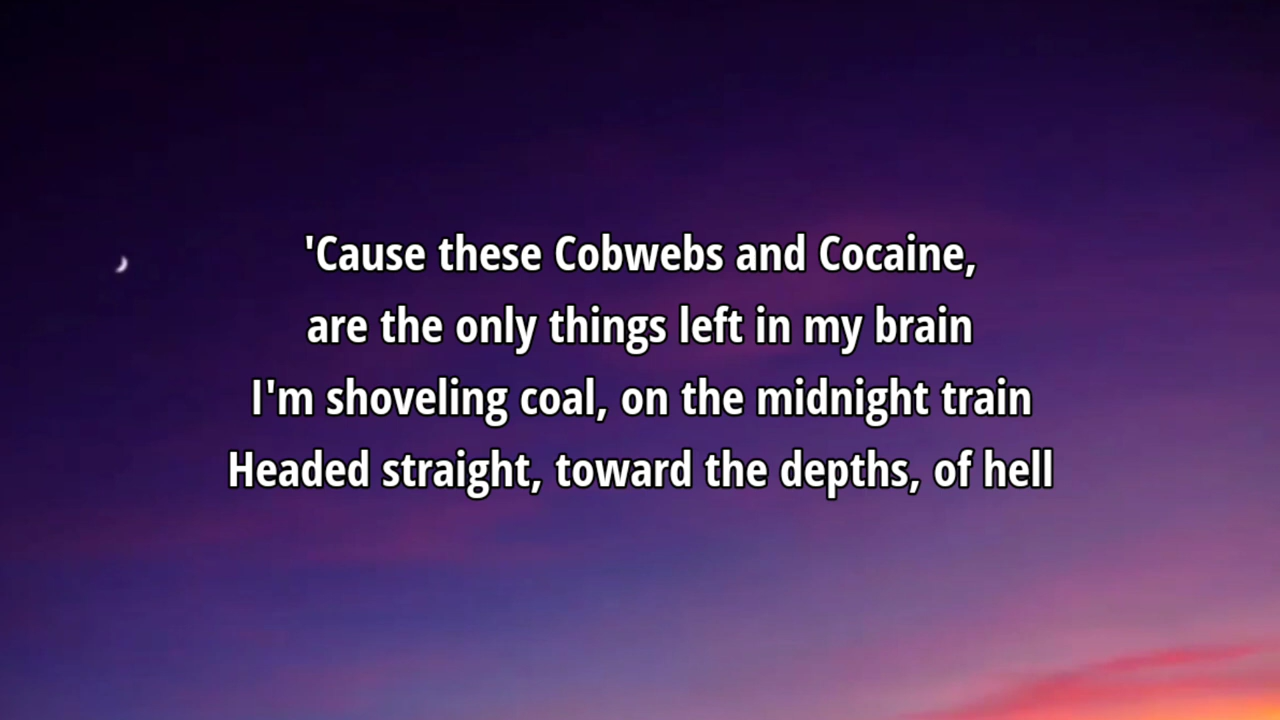 'Cause these Cobwebs and Cocaine,
are the only things left in my brain
I'm shoveling coal, on the midnight train
Headed straight, toward the depths, of hell